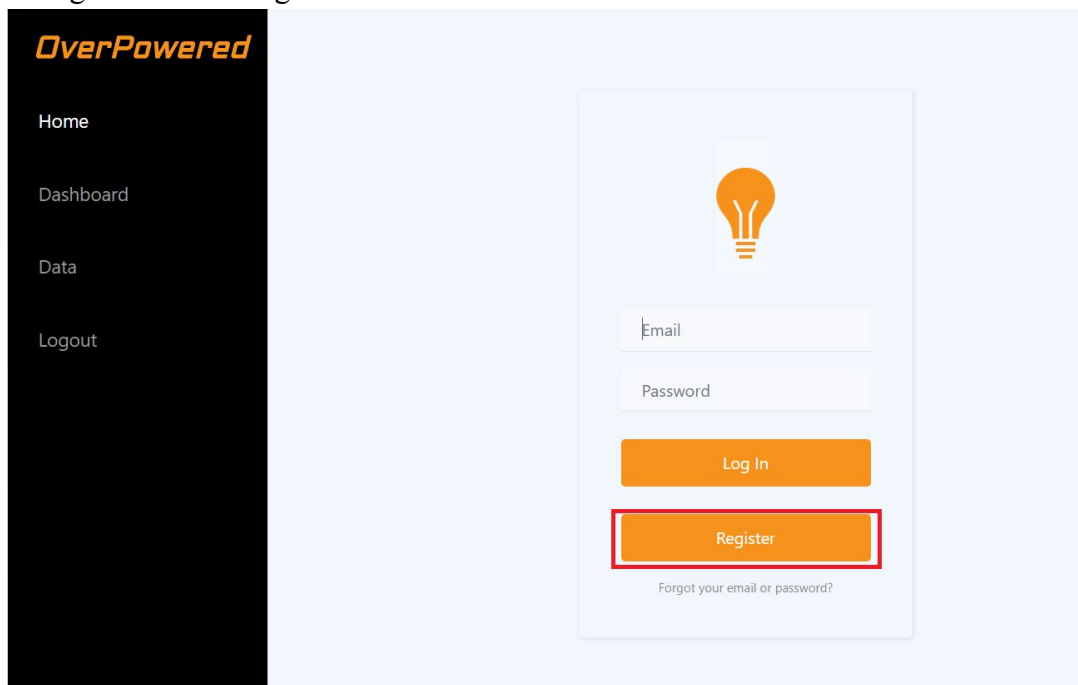 OverPowered
Home
Dashboard
Data
Logout
Email
Password
Log In
Register
Forgot your email or password?